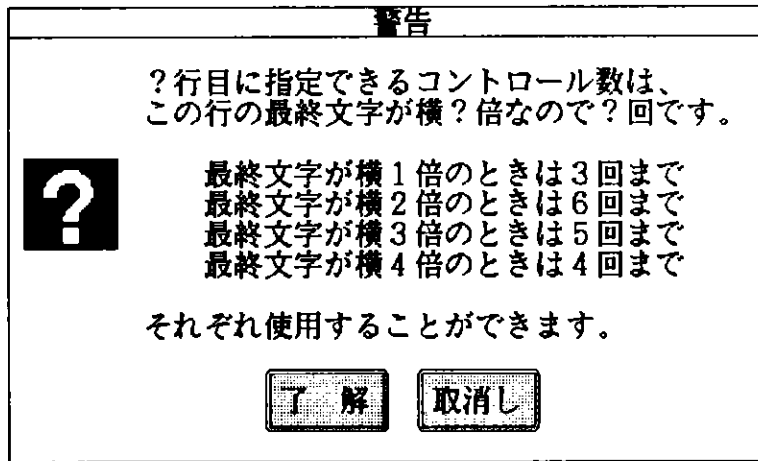 警告
?行目に指定できるコントロール数は、
この行の最終文字が横?倍なので?回です。
最終文字が横1倍のときは3回まで
最終文字が横2倍のときは6回まで
最終文字が横3倍のときは5回まで
最終文字が横4倍のときは4回まで
それぞれ使用することができます。
了 解 取消し